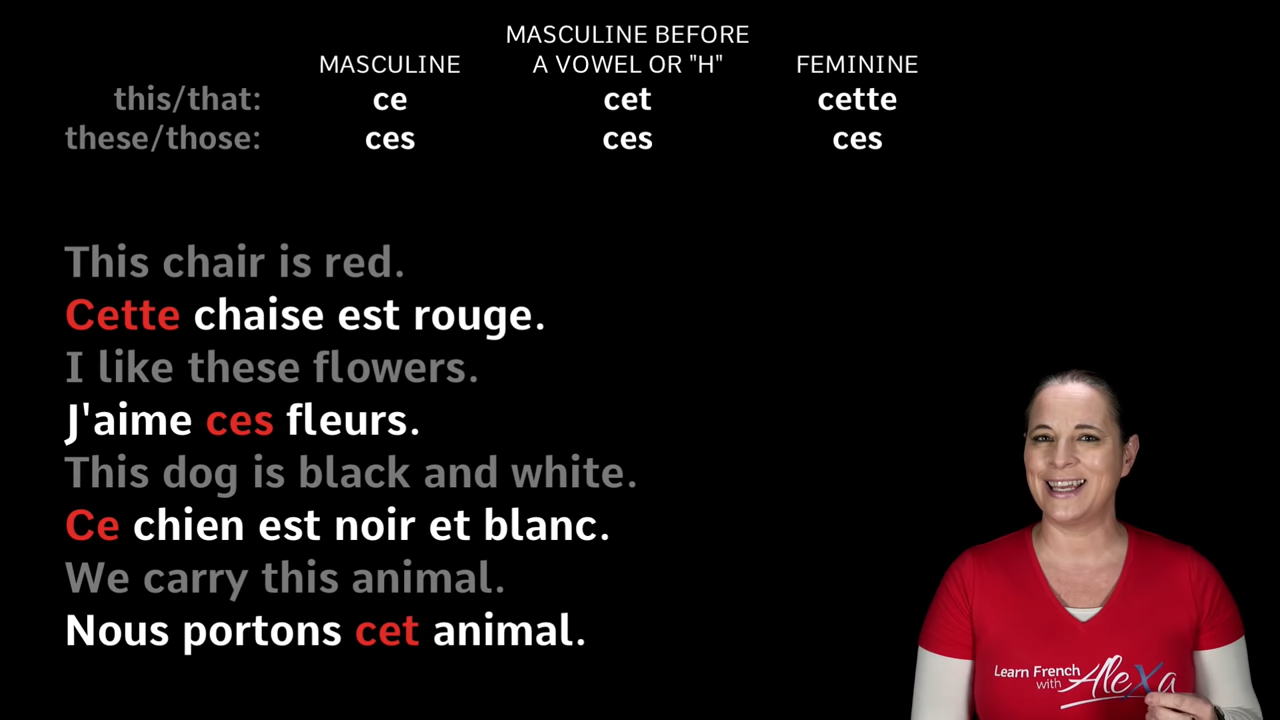 MASCULINE MASCULINE BEFORE A VOWEL OR "H" FEMININE
this/that: ce cet cette
these/those: ces ces ces
This chair is red.
Cette chaise est rouge.
I like these flowers.
J'aime ces fleurs.
This dog is black and white.
Ce chien est noir et blanc.
We carry this animal.
Nous portons cet animal.
Learn French
with Alexa